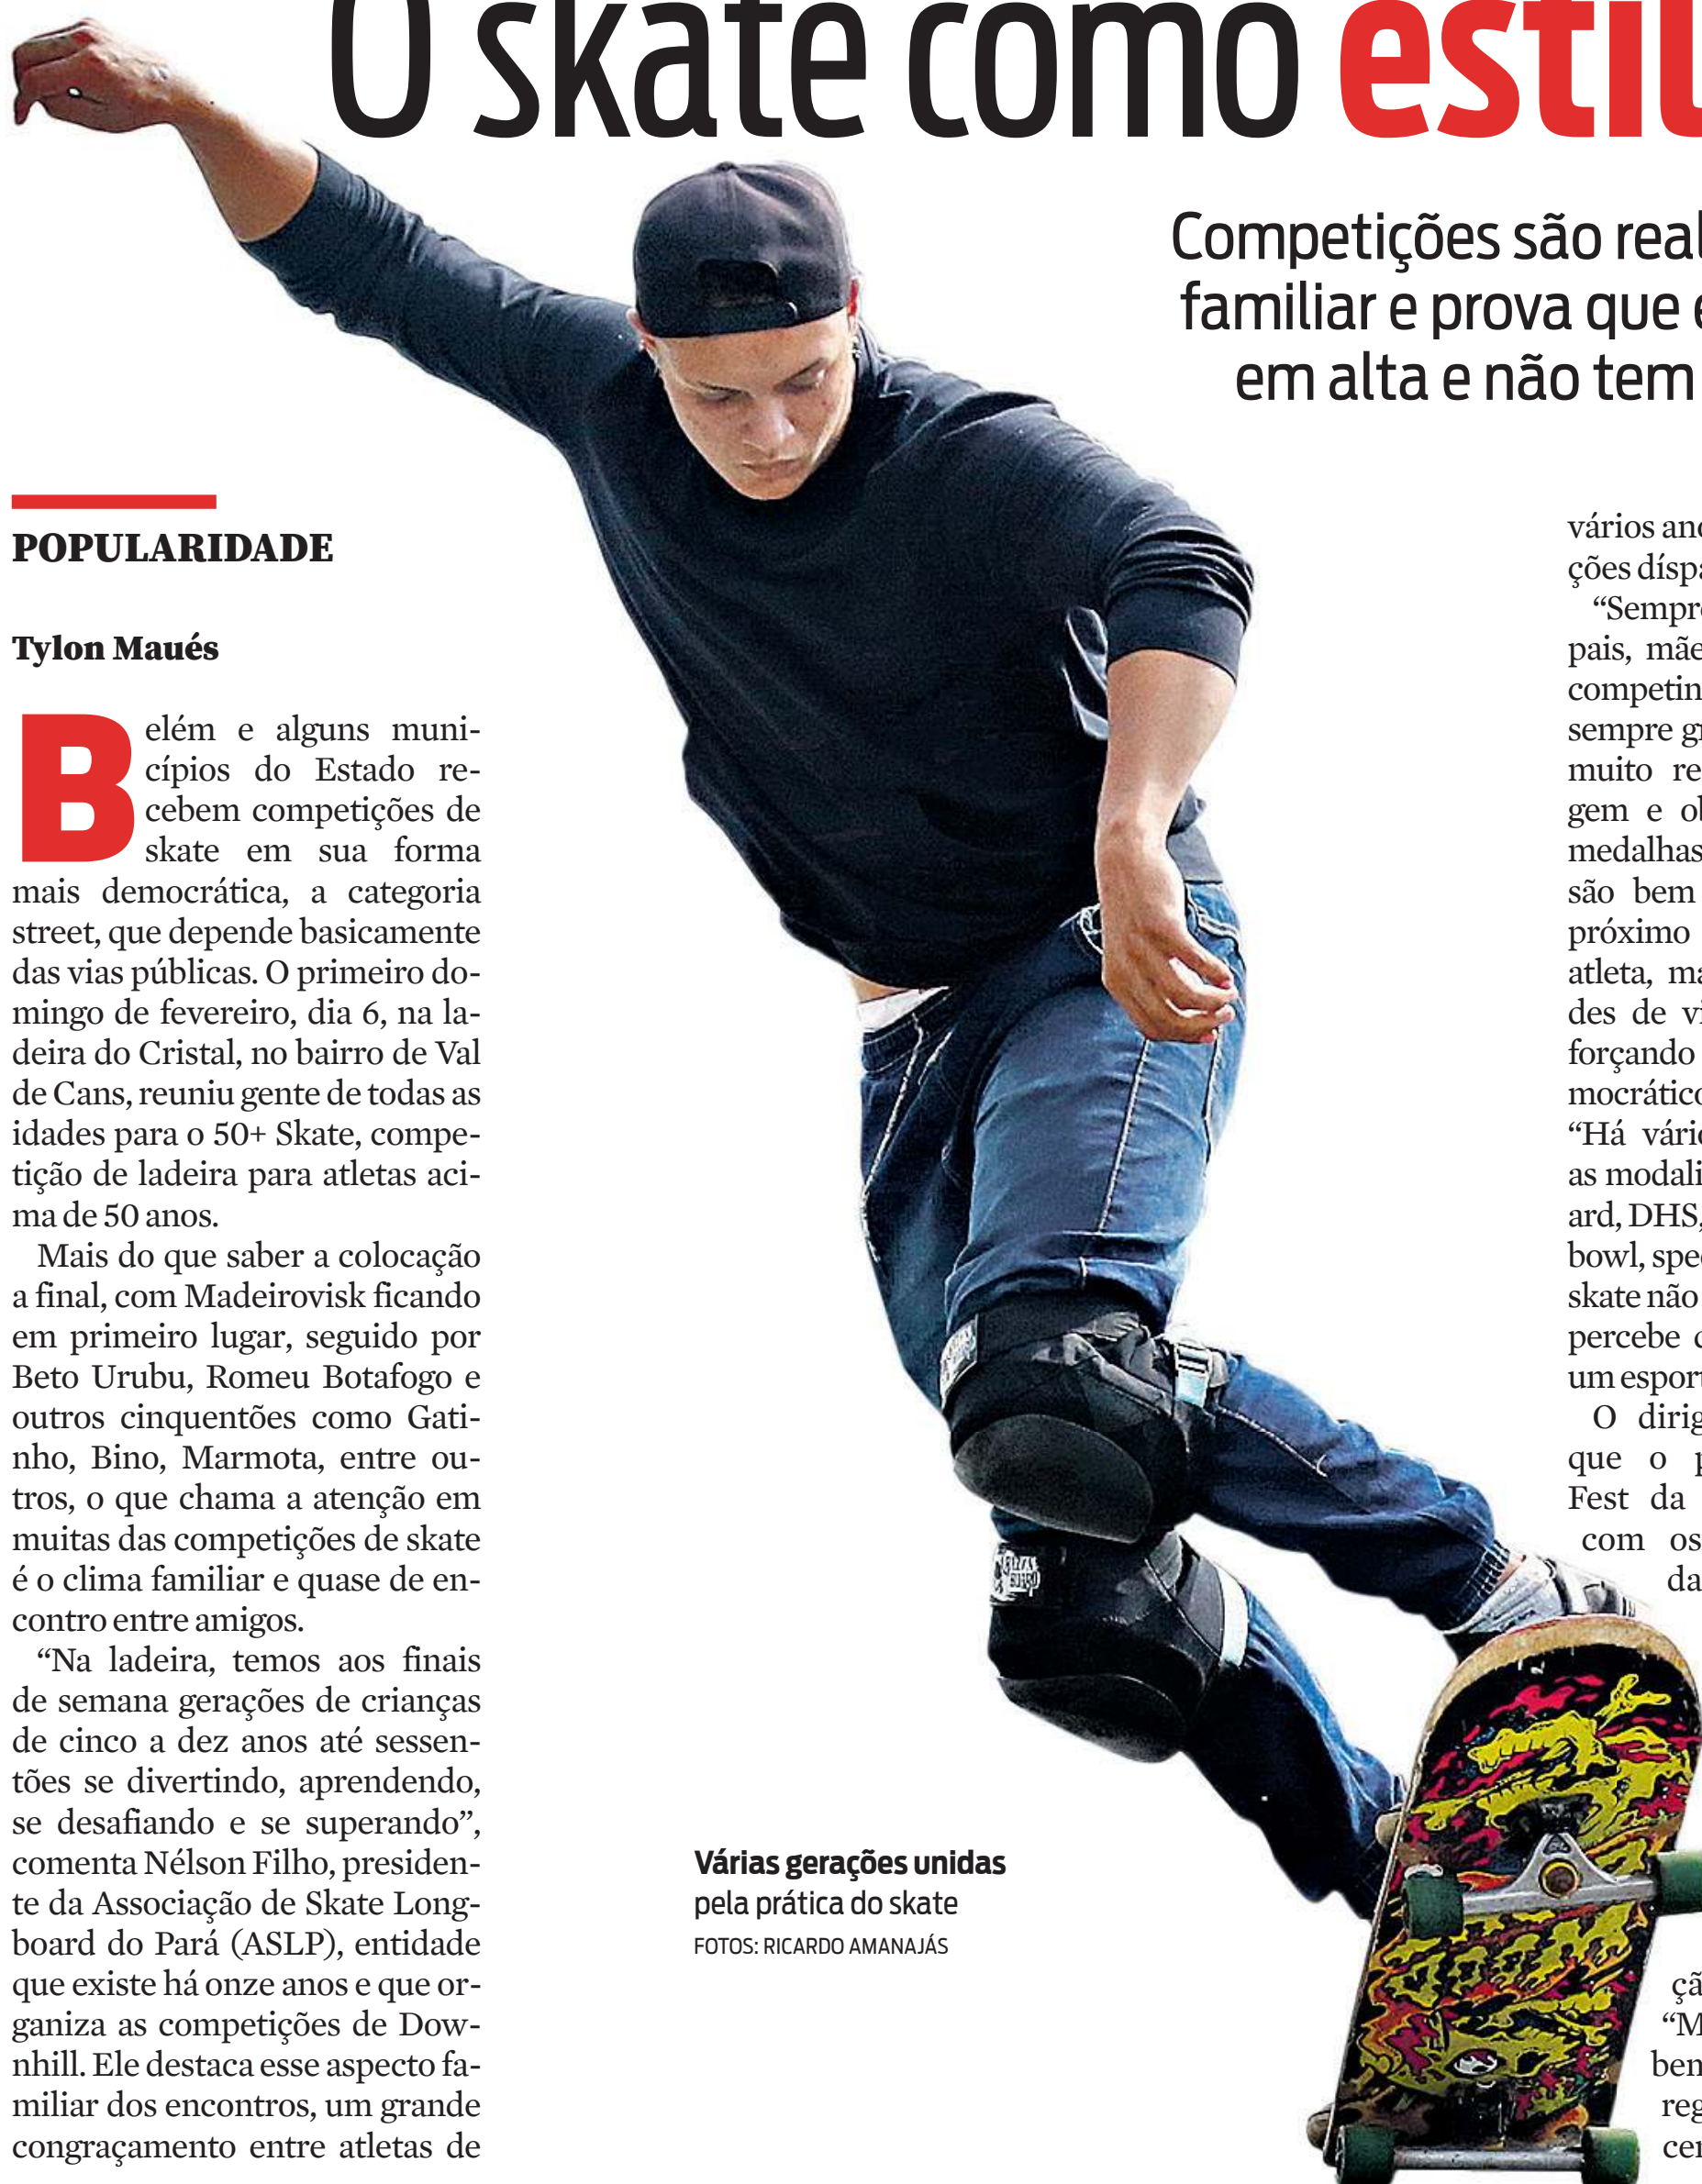 O skate como estil
Competições são real
familiar e prova que e
em alta e não tem
POPULARIDADE
Tylon Maués
Belém e alguns muni-
cípios do Estado re-
cebem competições de
skate em sua forma
mais democrática, a categoria
street, que depende basicamente
das vias públicas. O primeiro do-
mingo de fevereiro, dia 6, na la-
deira do Cristal, no bairro de Val
de Cans, reuniu gente de todas as
idades para o 50+ Skate, compe-
tição de ladeira para atletas aci-
ma de 50 anos.
Mais do que saber a colocação
a final, com Madeirovisk ficando
em primeiro lugar, seguido por
Beto Urubu, Romeu Botafogo e
outros cinquentões como Gati-
nho, Bino, Marmota, entre ou-
tros, o que chama a atenção em
muitas das competições de skate
é o clima familiar e quase de en-
contro entre amigos.
“Na ladeira, temos aos finais
de semana gerações de crianças
de cinco a dez anos até sessen-
tões se divertindo, aprendendo,
se desafiando e se superando”,
comenta Nélson Filho, presiden-
te da Associação de Skate Long-
board do Pará (ASLP), entidade
que existe há onze anos e que or-
ganiza as competições de Dow-
nhill. Ele destaca esse aspecto fa-
miliar dos encontros, um grande
congraçamento entre atletas de
Várias gerações unidas
pela prática do skate
FOTOS: RICARDO AMANAJÁS
vários ano
ções díspa
“Sempre
pais, mãe
competin
sempre gr
muito re
gem e ob
medalhas
são bem
próximo
atleta, ma
des de vi
forçando
mocrático
“Há vário
as modali
ard, DHS,
bowl, spee
skate não
percebe q
um esport
O dirig
que o p
Fest da
com os
da
çã
“M
ben
reg
cer